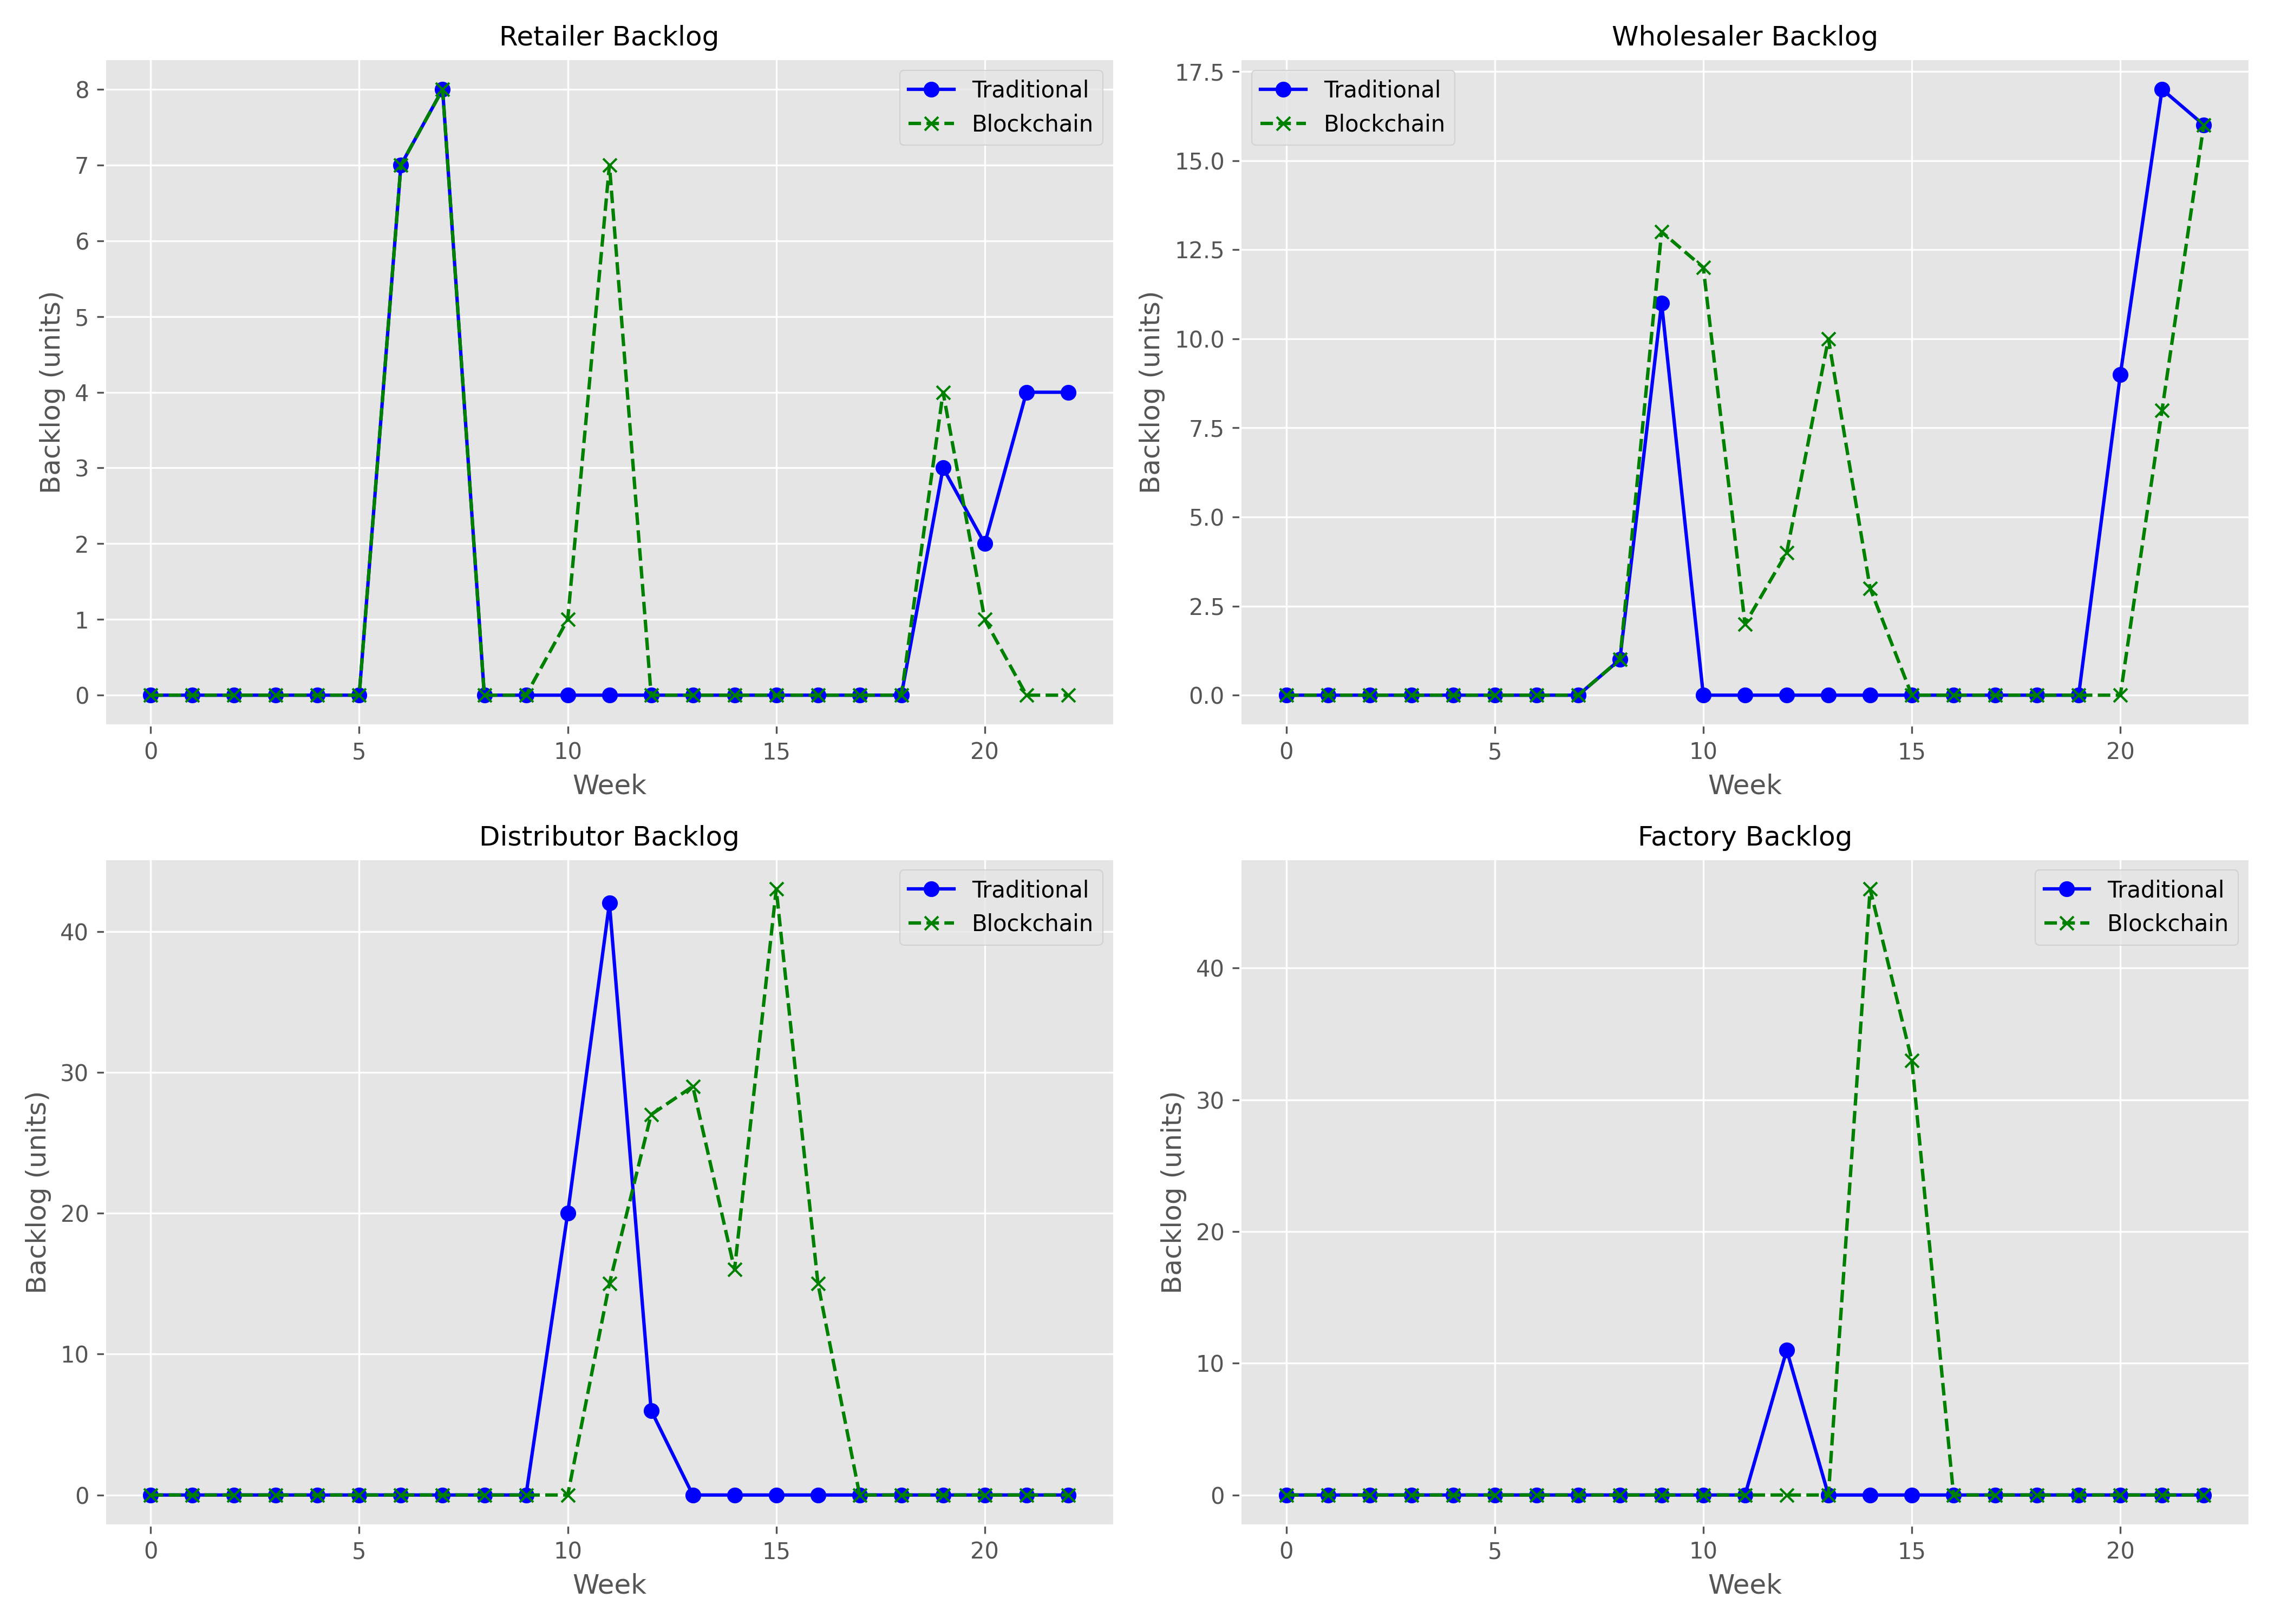 Retailer Backlog
8
7
6
5
4
3
2
1
0
Backlog (units)
0 5 10 15 20
Week
Traditional
Blockchain
Wholesaler Backlog
17.5
15.0
12.5
10.0
7.5
5.0
2.5
0.0
Backlog (units)
0 5 10 15 20
Week
Traditional
Blockchain
Distributor Backlog
40
30
20
10
0
Backlog (units)
0 5 10 15 20
Week
Traditional
Blockchain
Factory Backlog
40
30
20
10
0
Backlog (units)
0 5 10 15 20
Week
Traditional
Blockchain